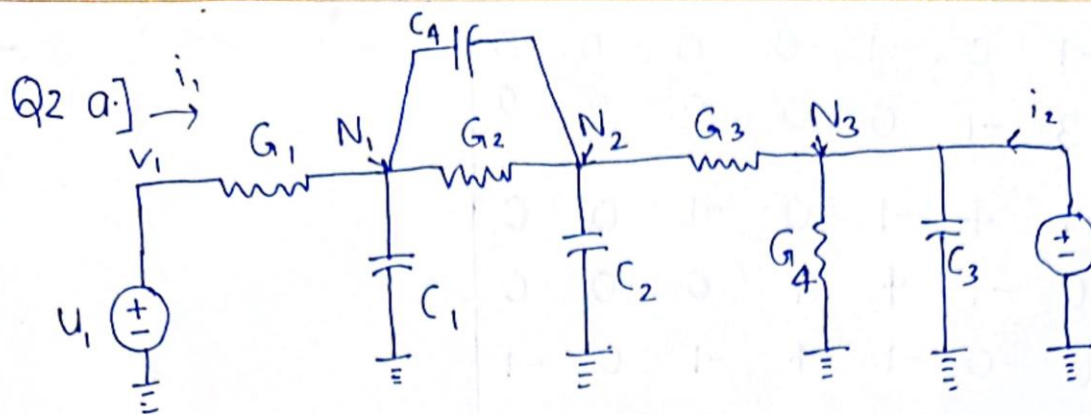 Q2 a.] i₁
C₄
V₁ G₁ N₁ G₂ N₂ G₃ N₃ i₂
U₁ C₁ C₂ G₄ C₃